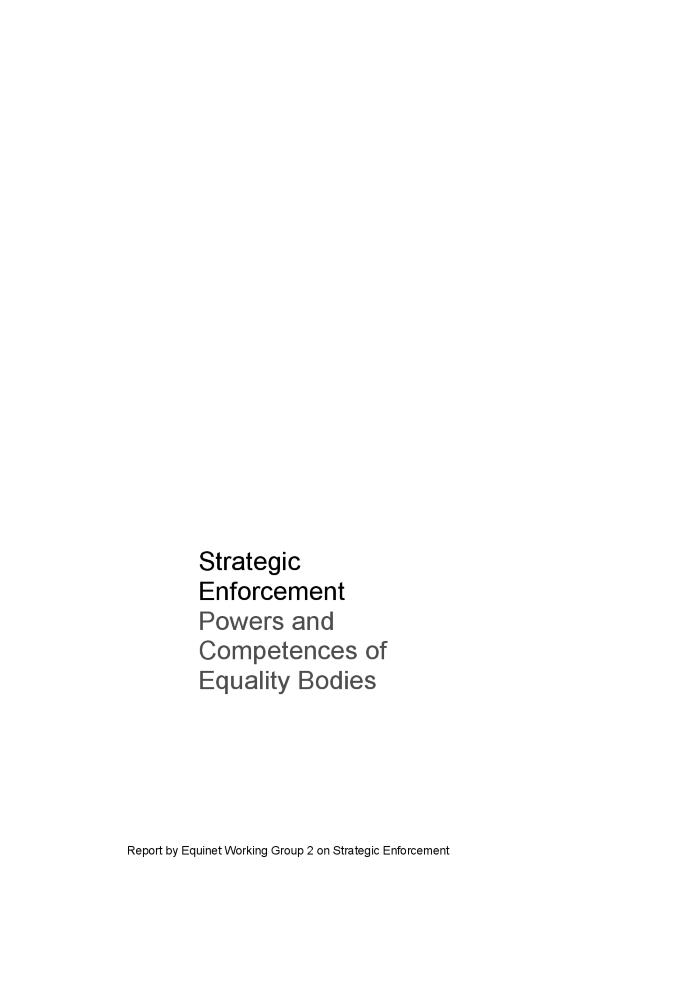 Strategic
Enforcement
Powers and
Competences of
Equality Bodies
Report by Equinet Working Group 2 on Strategic Enforcement